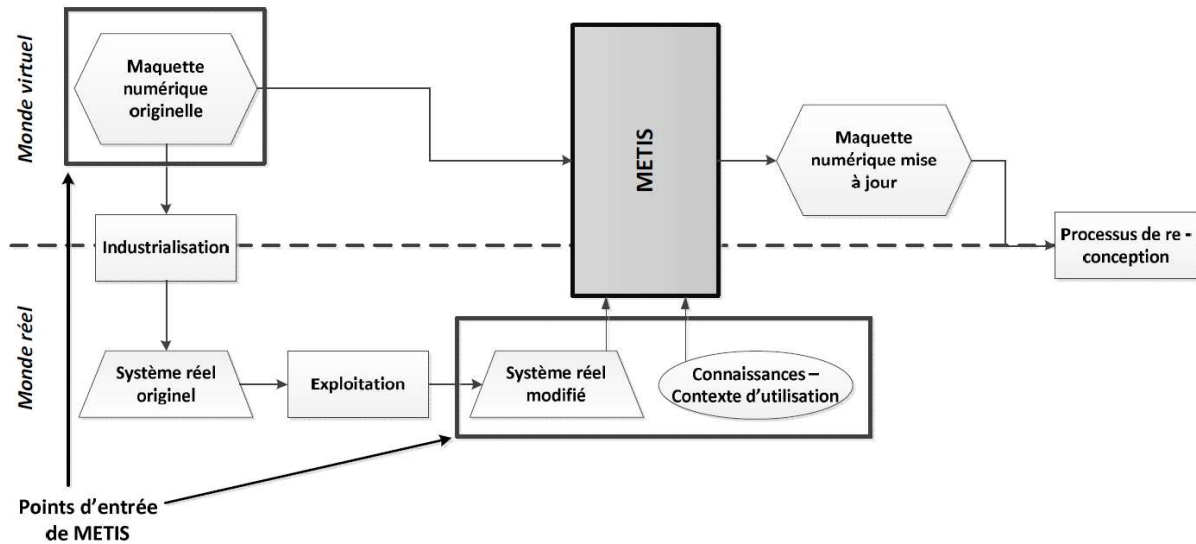 Monde virtuel
Maquette
numérique
originelle
METIS
Maquette
numérique mise
à jour
Industrialisation
Processus de re -
conception
Monde réel
Système réel
originel
Exploitation
Système réel
modifié
Connaissances –
Contexte d'utilisation
Points d'entrée
de METIS